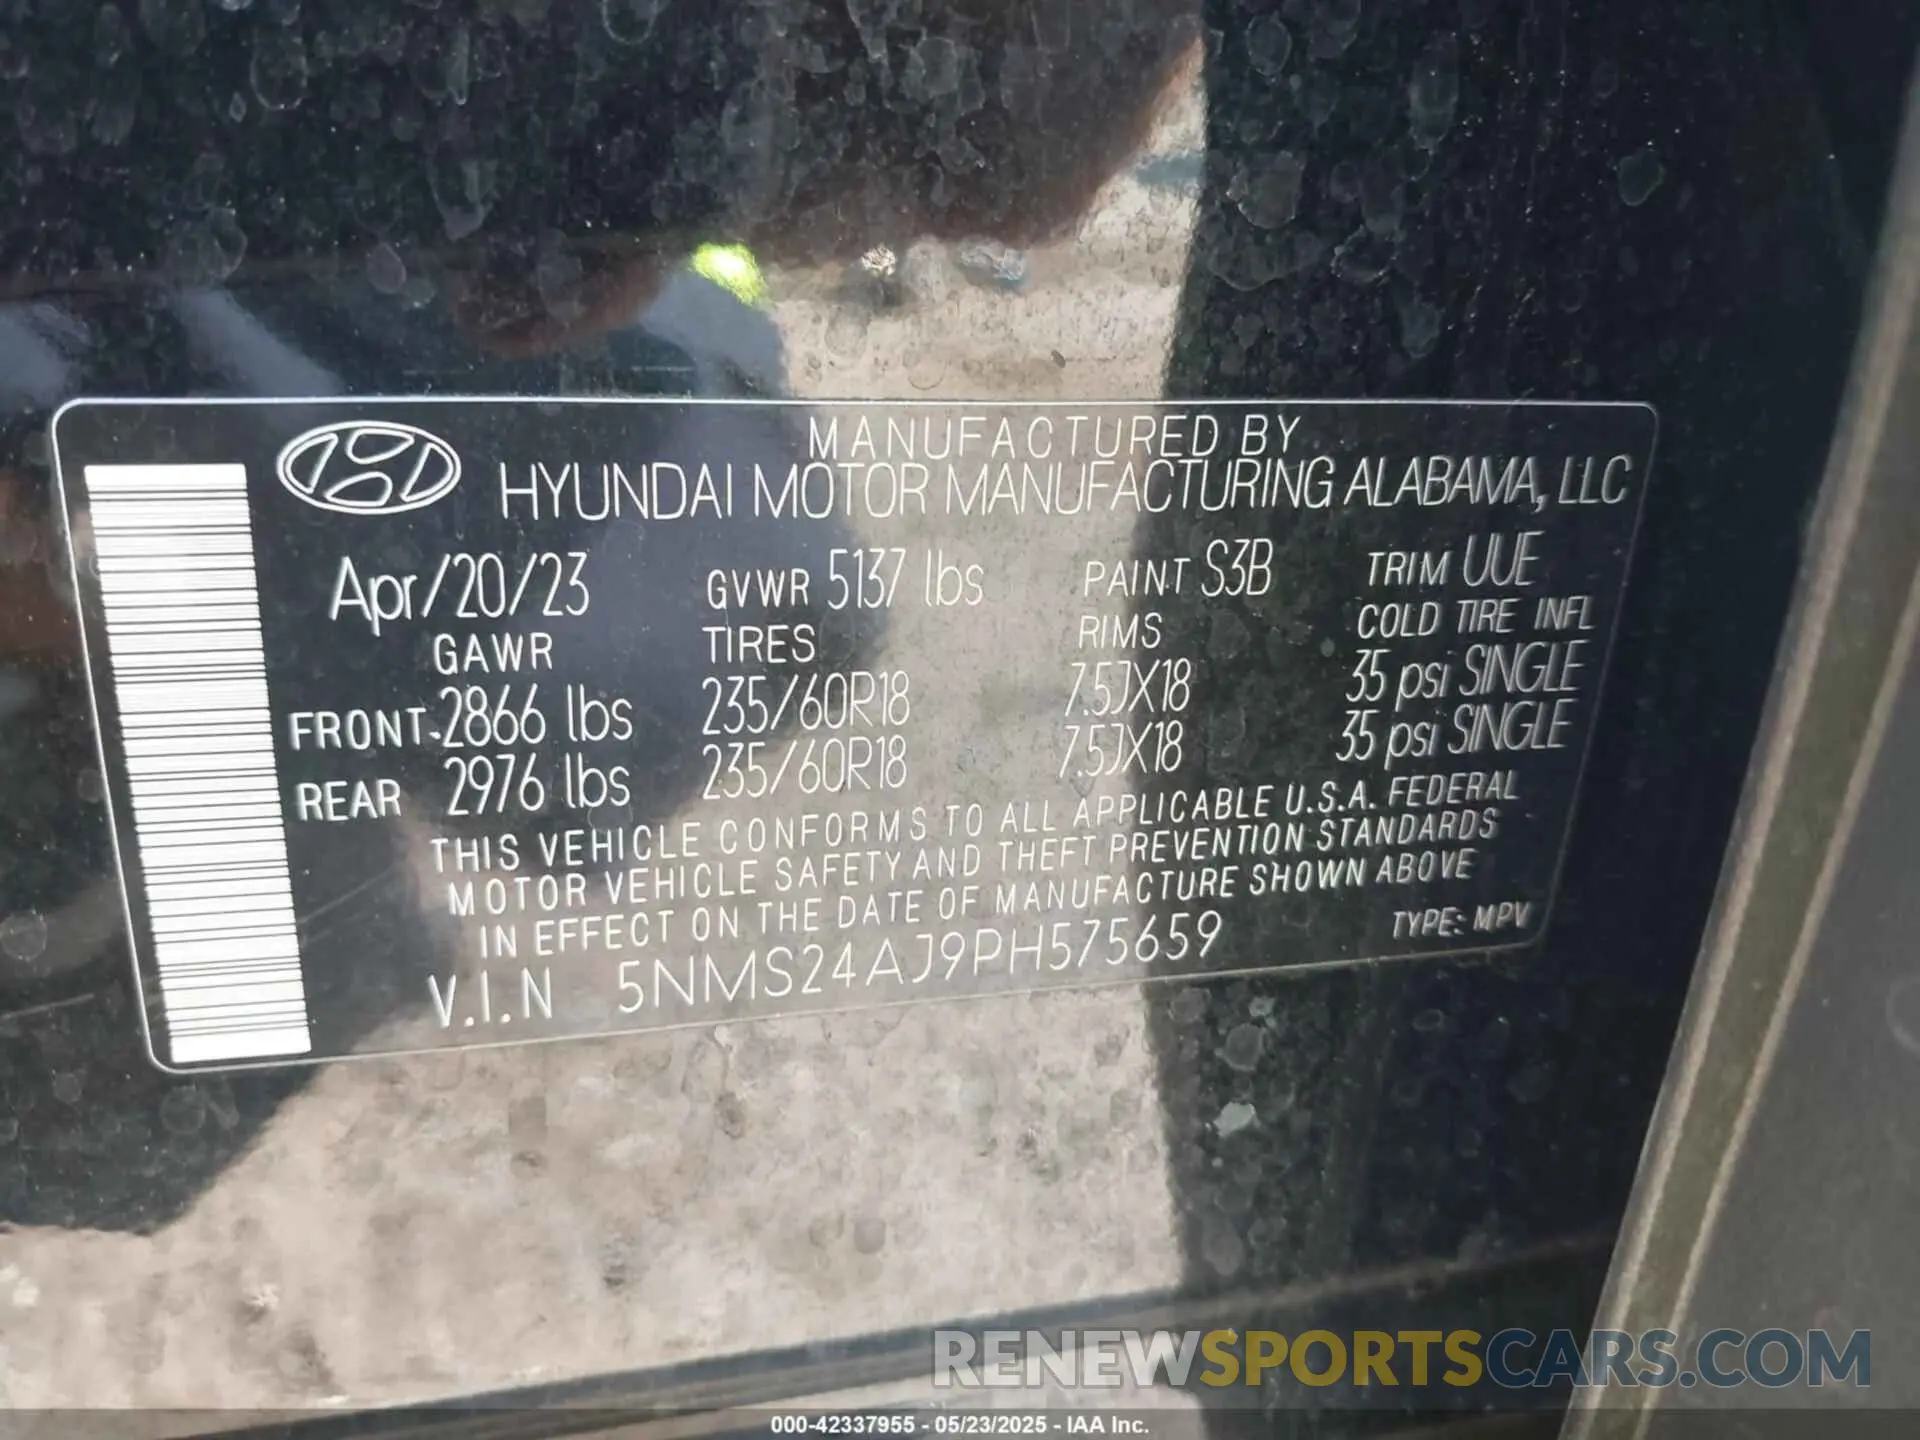 MANUFACTURED BY
HYUNDAI MOTOR MANUFACTURING ALABAMA, LLC
Apr/20/23 GVWR 5137 lbs PAINT S3B TRIM UUE
GAWR TIRES RIMS COLD TIRE INFL
FRONT-2866 lbs 235/60R18 7.5JX18 35 psi SINGLE
REAR 2976 lbs 235/60R18 7.5JX18 35 psi SINGLE
THIS VEHICLE CONFORMS TO ALL APPLICABLE U.S.A. FEDERAL
MOTOR VEHICLE SAFETY AND THEFT PREVENTION STANDARDS
IN EFFECT ON THE DATE OF MANUFACTURE SHOWN ABOVE
V.I.N 5NMS24AJ9PH575659 TYPE: MPV
RENEWSPORTSCARS.COM
000-42337955 - 05/23/2025 - IAA Inc.